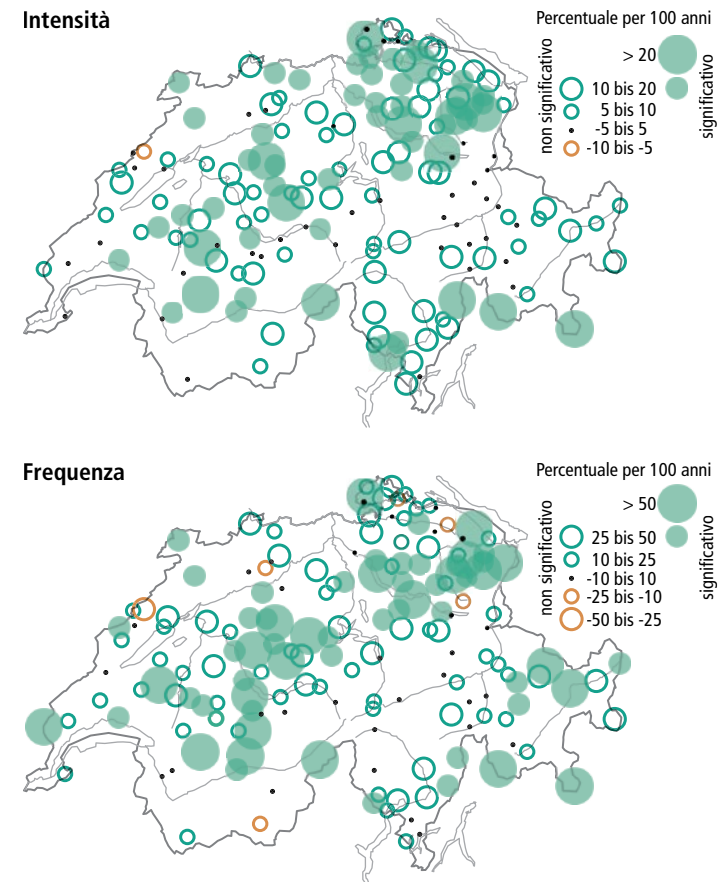 Intensità
Percentuale per 100 anni
non significativo
> 20
10 bis 20
5 bis 10
-5 bis 5
-10 bis -5
significativo
Frequenza
Percentuale per 100 anni
non significativo
> 50
25 bis 50
10 bis 25
-10 bis 10
-25 bis -10
-50 bis -25
significativo